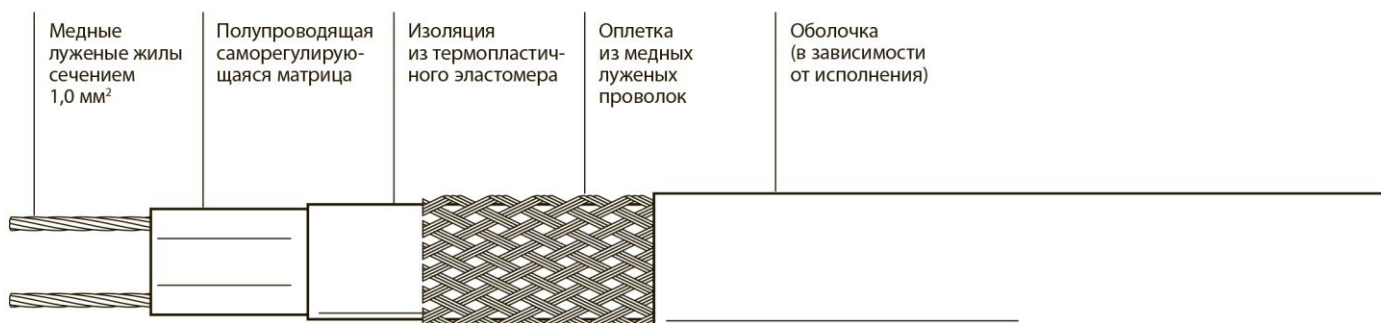 Медные
луженые жилы
сечением
1,0 мм²
Полупроводящая
саморегулирую-
щаяся матрица
Изоляция
из термопластич-
ного эластомера
Оплетка
из медных
луженых
проволок
Оболочка
(в зависимости
от исполнения)